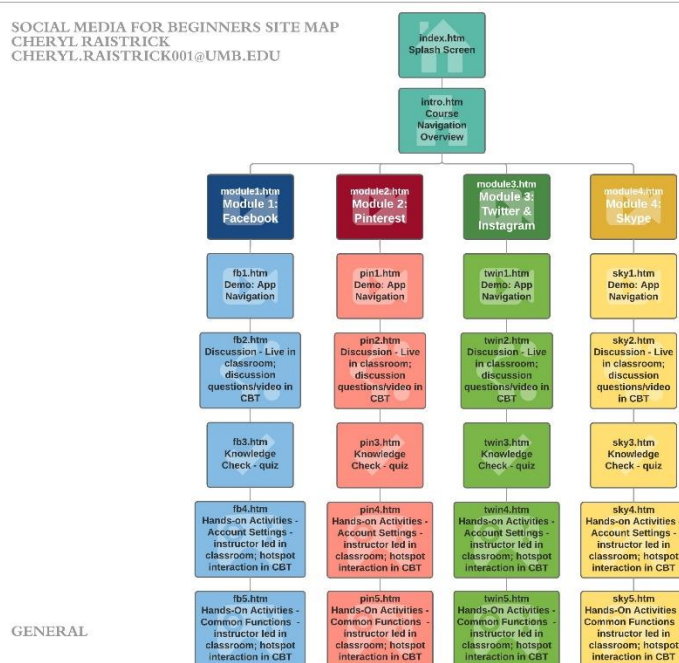 SOCIAL MEDIA FOR BEGINNERS SITE MAP
CHERYL RAISTRICK
CHERYL.RAISTRICK001@UMB.EDU
index.htm
Splash Screen
intro.htm
Course
Navigation
Overview
module1.htm
Module 1:
Facebook
module2.htm
Module 2:
Pinterest
module3.htm
Module 3:
Twitter &
Instagram
module4.htm
Module 4:
Skype
fb1.htm
Demo: App
Navigation
pin1.htm
Demo: App
Navigation
twin1.htm
Demo: App
Navigation
sky1.htm
Demo: App
Navigation
fb2.htm
Discussion - Live in
classroom;
discussion
questions/video in
CBT
pin2.htm
Discussion - Live
in classroom;
discussion
questions/video in
CBT
twin2.htm
Discussion - Live
in classroom;
discussion
questions/video in
CBT
sky2.htm
Discussion - Live
in classroom;
discussion
questions/video in
CBT
fb3.htm
Knowledge
Check - quiz
pin3.htm
Knowledge
Check - quiz
twin3.htm
Knowledge
Check - quiz
sky3.htm
Knowledge
Check - quiz
fb4.htm
Hands-on Activities -
Account Settings -
instructor led in
classroom; hotspot
interaction in CBT
pin4.htm
Hands-on Activities -
Account Settings -
instructor led in
classroom; hotspot
interaction in CBT
twin4.htm
Hands-on Activities -
Account Settings -
instructor led in
classroom; hotspot
interaction in CBT
sky4.htm
Hands-on Activities -
Account Settings -
instructor led in
classroom; hotspot
interaction in CBT
fb5.htm
Hands-on Activities -
Common Functions -
instructor led in
classroom; hotspot
interaction in CBT
pin5.htm
Hands-on Activities -
Common Functions -
instructor led in
classroom; hotspot
interaction in CBT
twin5.htm
Hands-on Activities -
Common Functions -
instructor led in
classroom; hotspot
interaction in CBT
sky5.htm
Hands-on Activities
Common Functions
instructor led in
classroom; hotspot
interaction in CBT
GENERAL